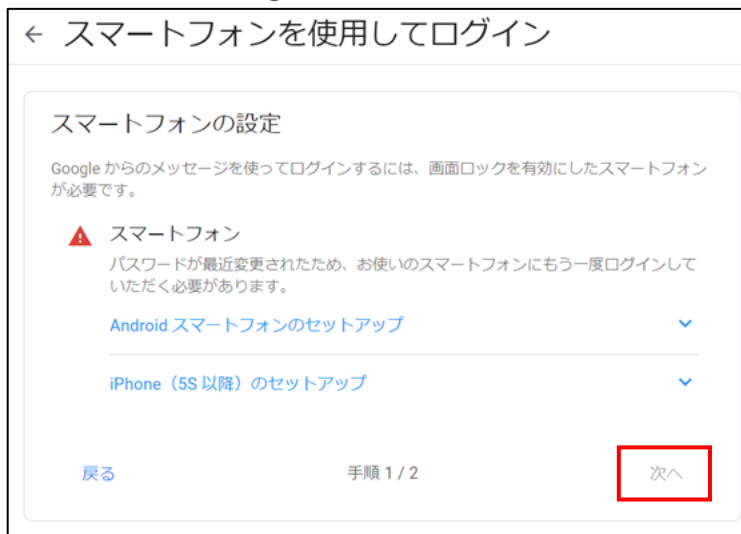 ← スマートフォンを使用してログイン
スマートフォンの設定
Google からのメッセージを使ってログインするには、画面ロックを有効にしたスマートフォン
が必要です。
スマートフォン
パスワードが最近変更されたため、お使いのスマートフォンにもう一度ログインして
いただく必要があります。
Android スマートフォンのセットアップ
iPhone（5S 以降）のセットアップ
戻る 手順 1 / 2 次へ